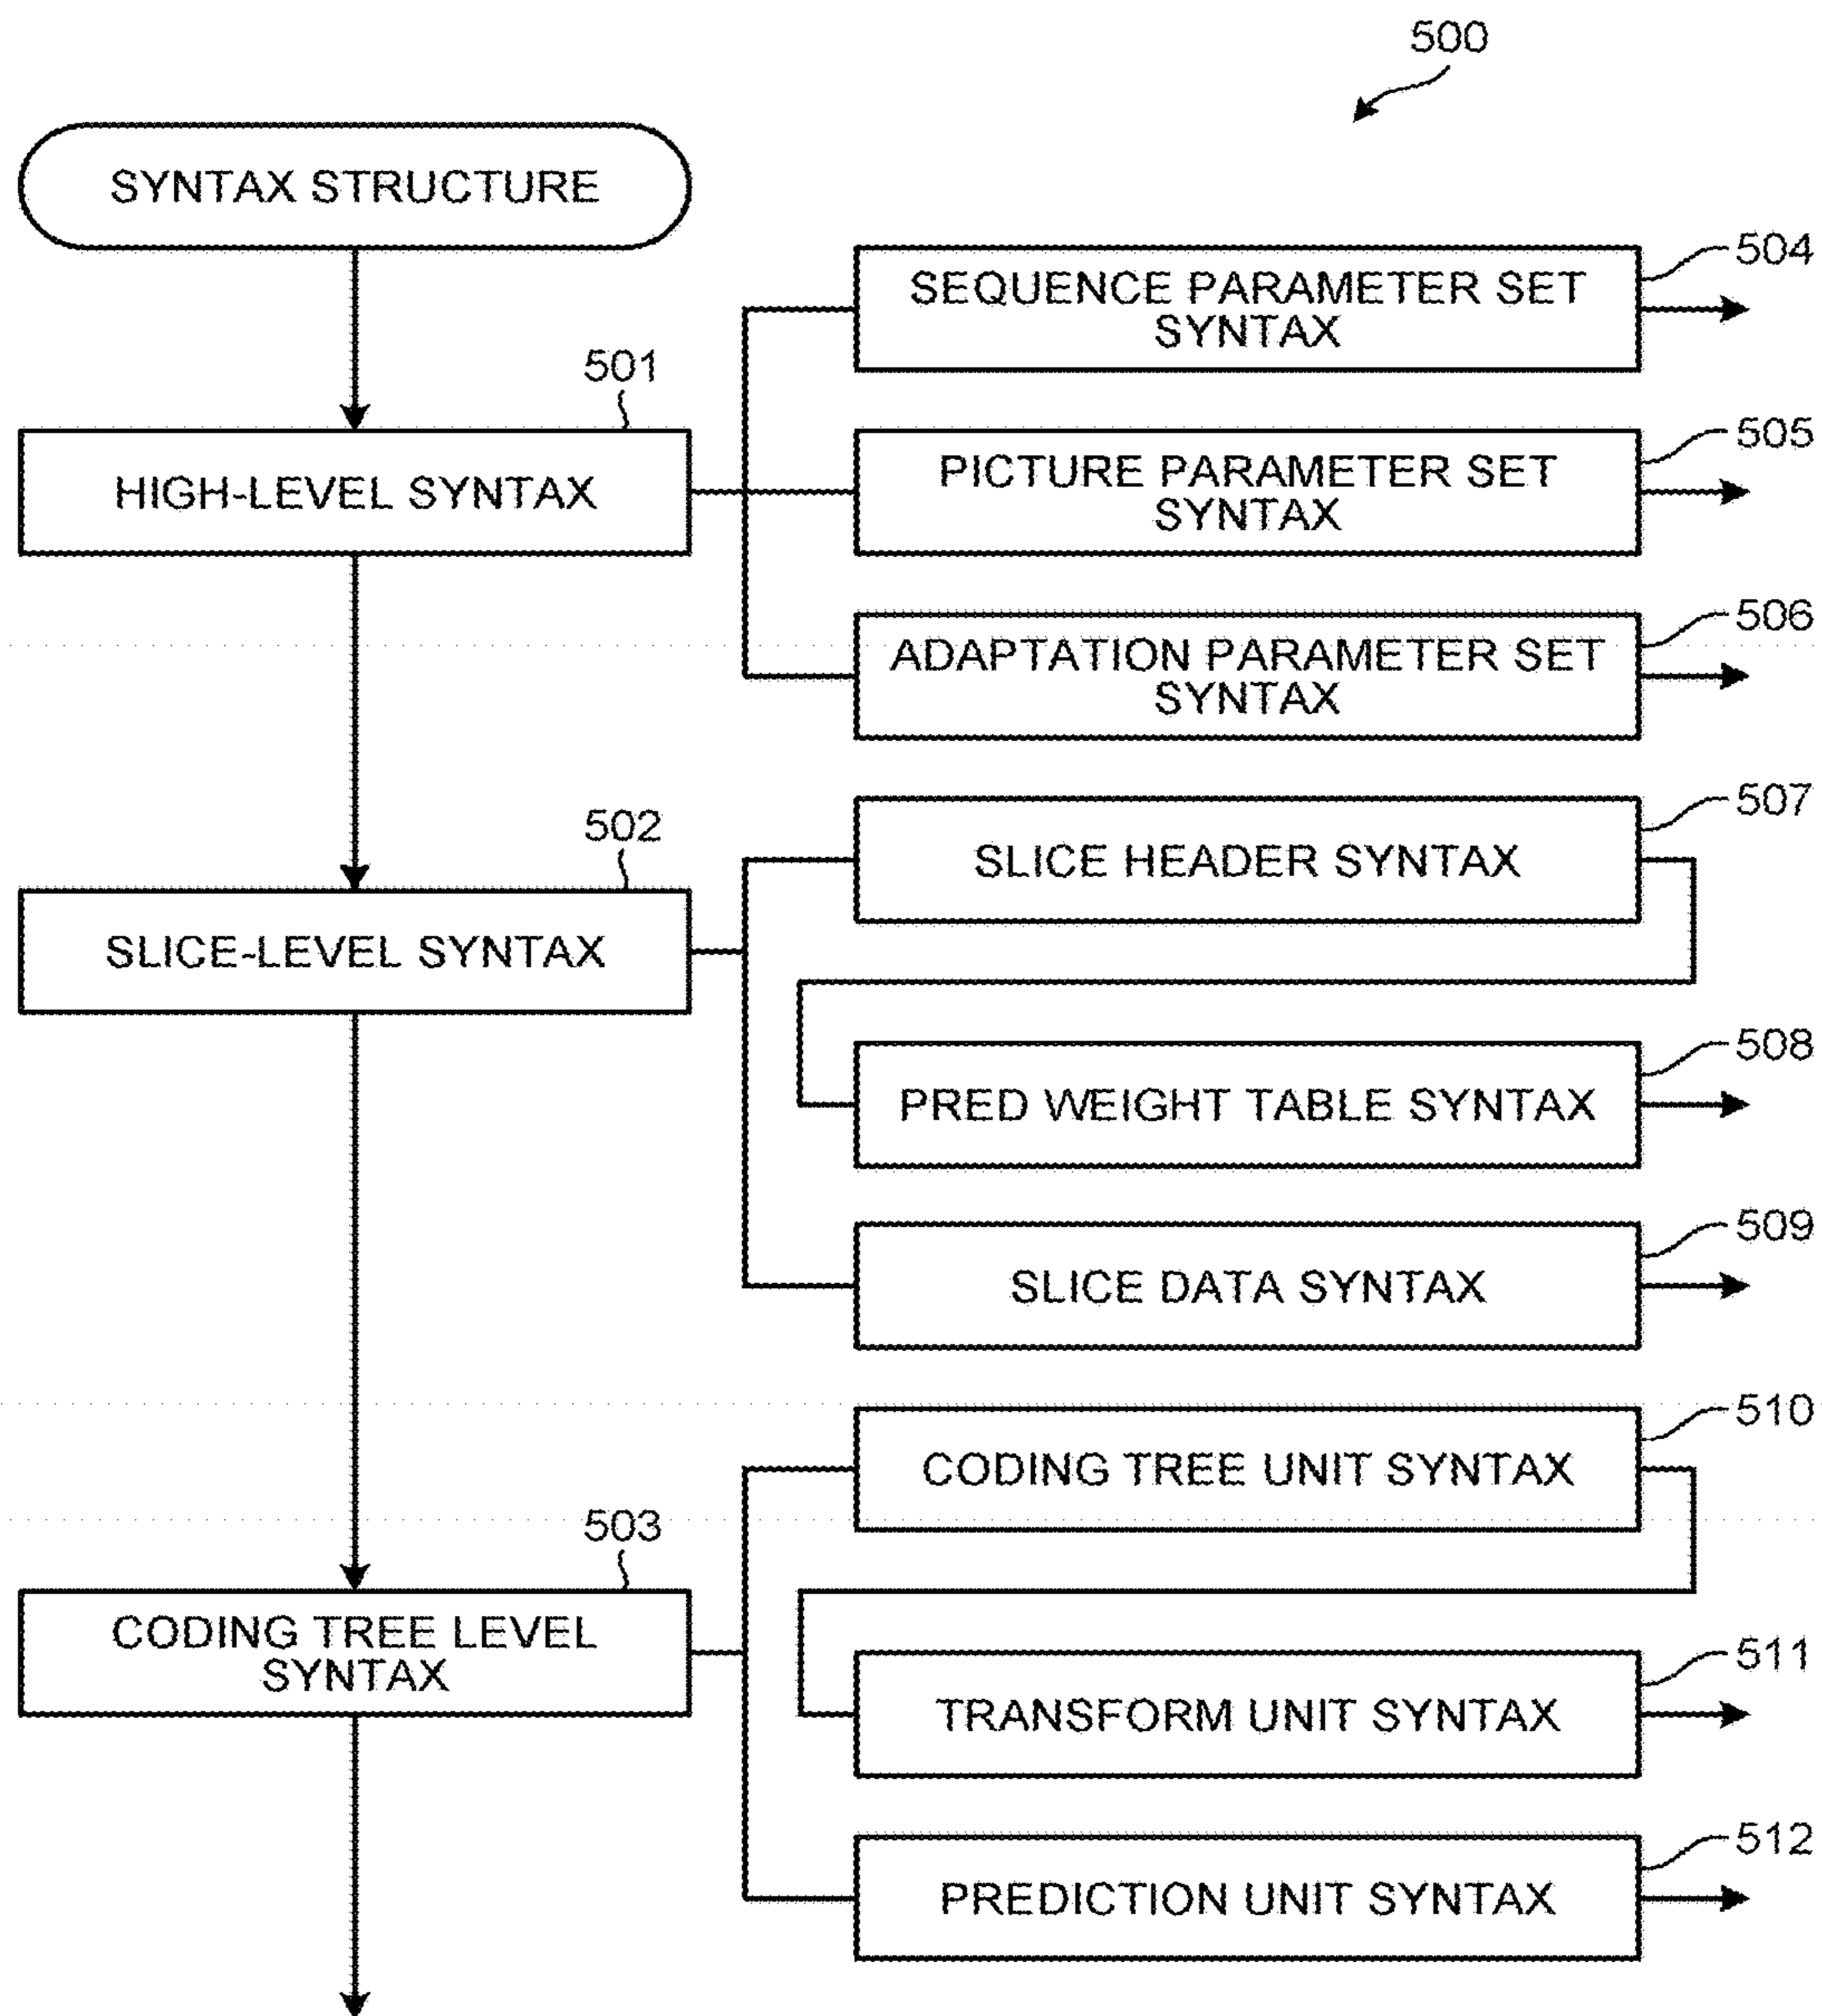 500
SYNTAX STRUCTURE
501
HIGH-LEVEL SYNTAX
504
SEQUENCE PARAMETER SET
SYNTAX
505
PICTURE PARAMETER SET
SYNTAX
506
ADAPTATION PARAMETER SET
SYNTAX
502
SLICE-LEVEL SYNTAX
507
SLICE HEADER SYNTAX
508
PRED WEIGHT TABLE SYNTAX
509
SLICE DATA SYNTAX
503
CODING TREE LEVEL
SYNTAX
510
CODING TREE UNIT SYNTAX
511
TRANSFORM UNIT SYNTAX
512
PREDICTION UNIT SYNTAX